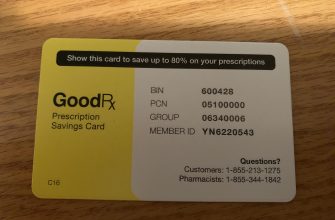 Show this card to save up to 80% on your prescriptions
GoodRx
Prescription
Savings Card
BIN 600428
PCN 05100000
GROUP 06340006
MEMBER ID YN6220543
Questions?
Customers: 1-855-213-1275
Pharmacists: 1-855-344-1842
C16